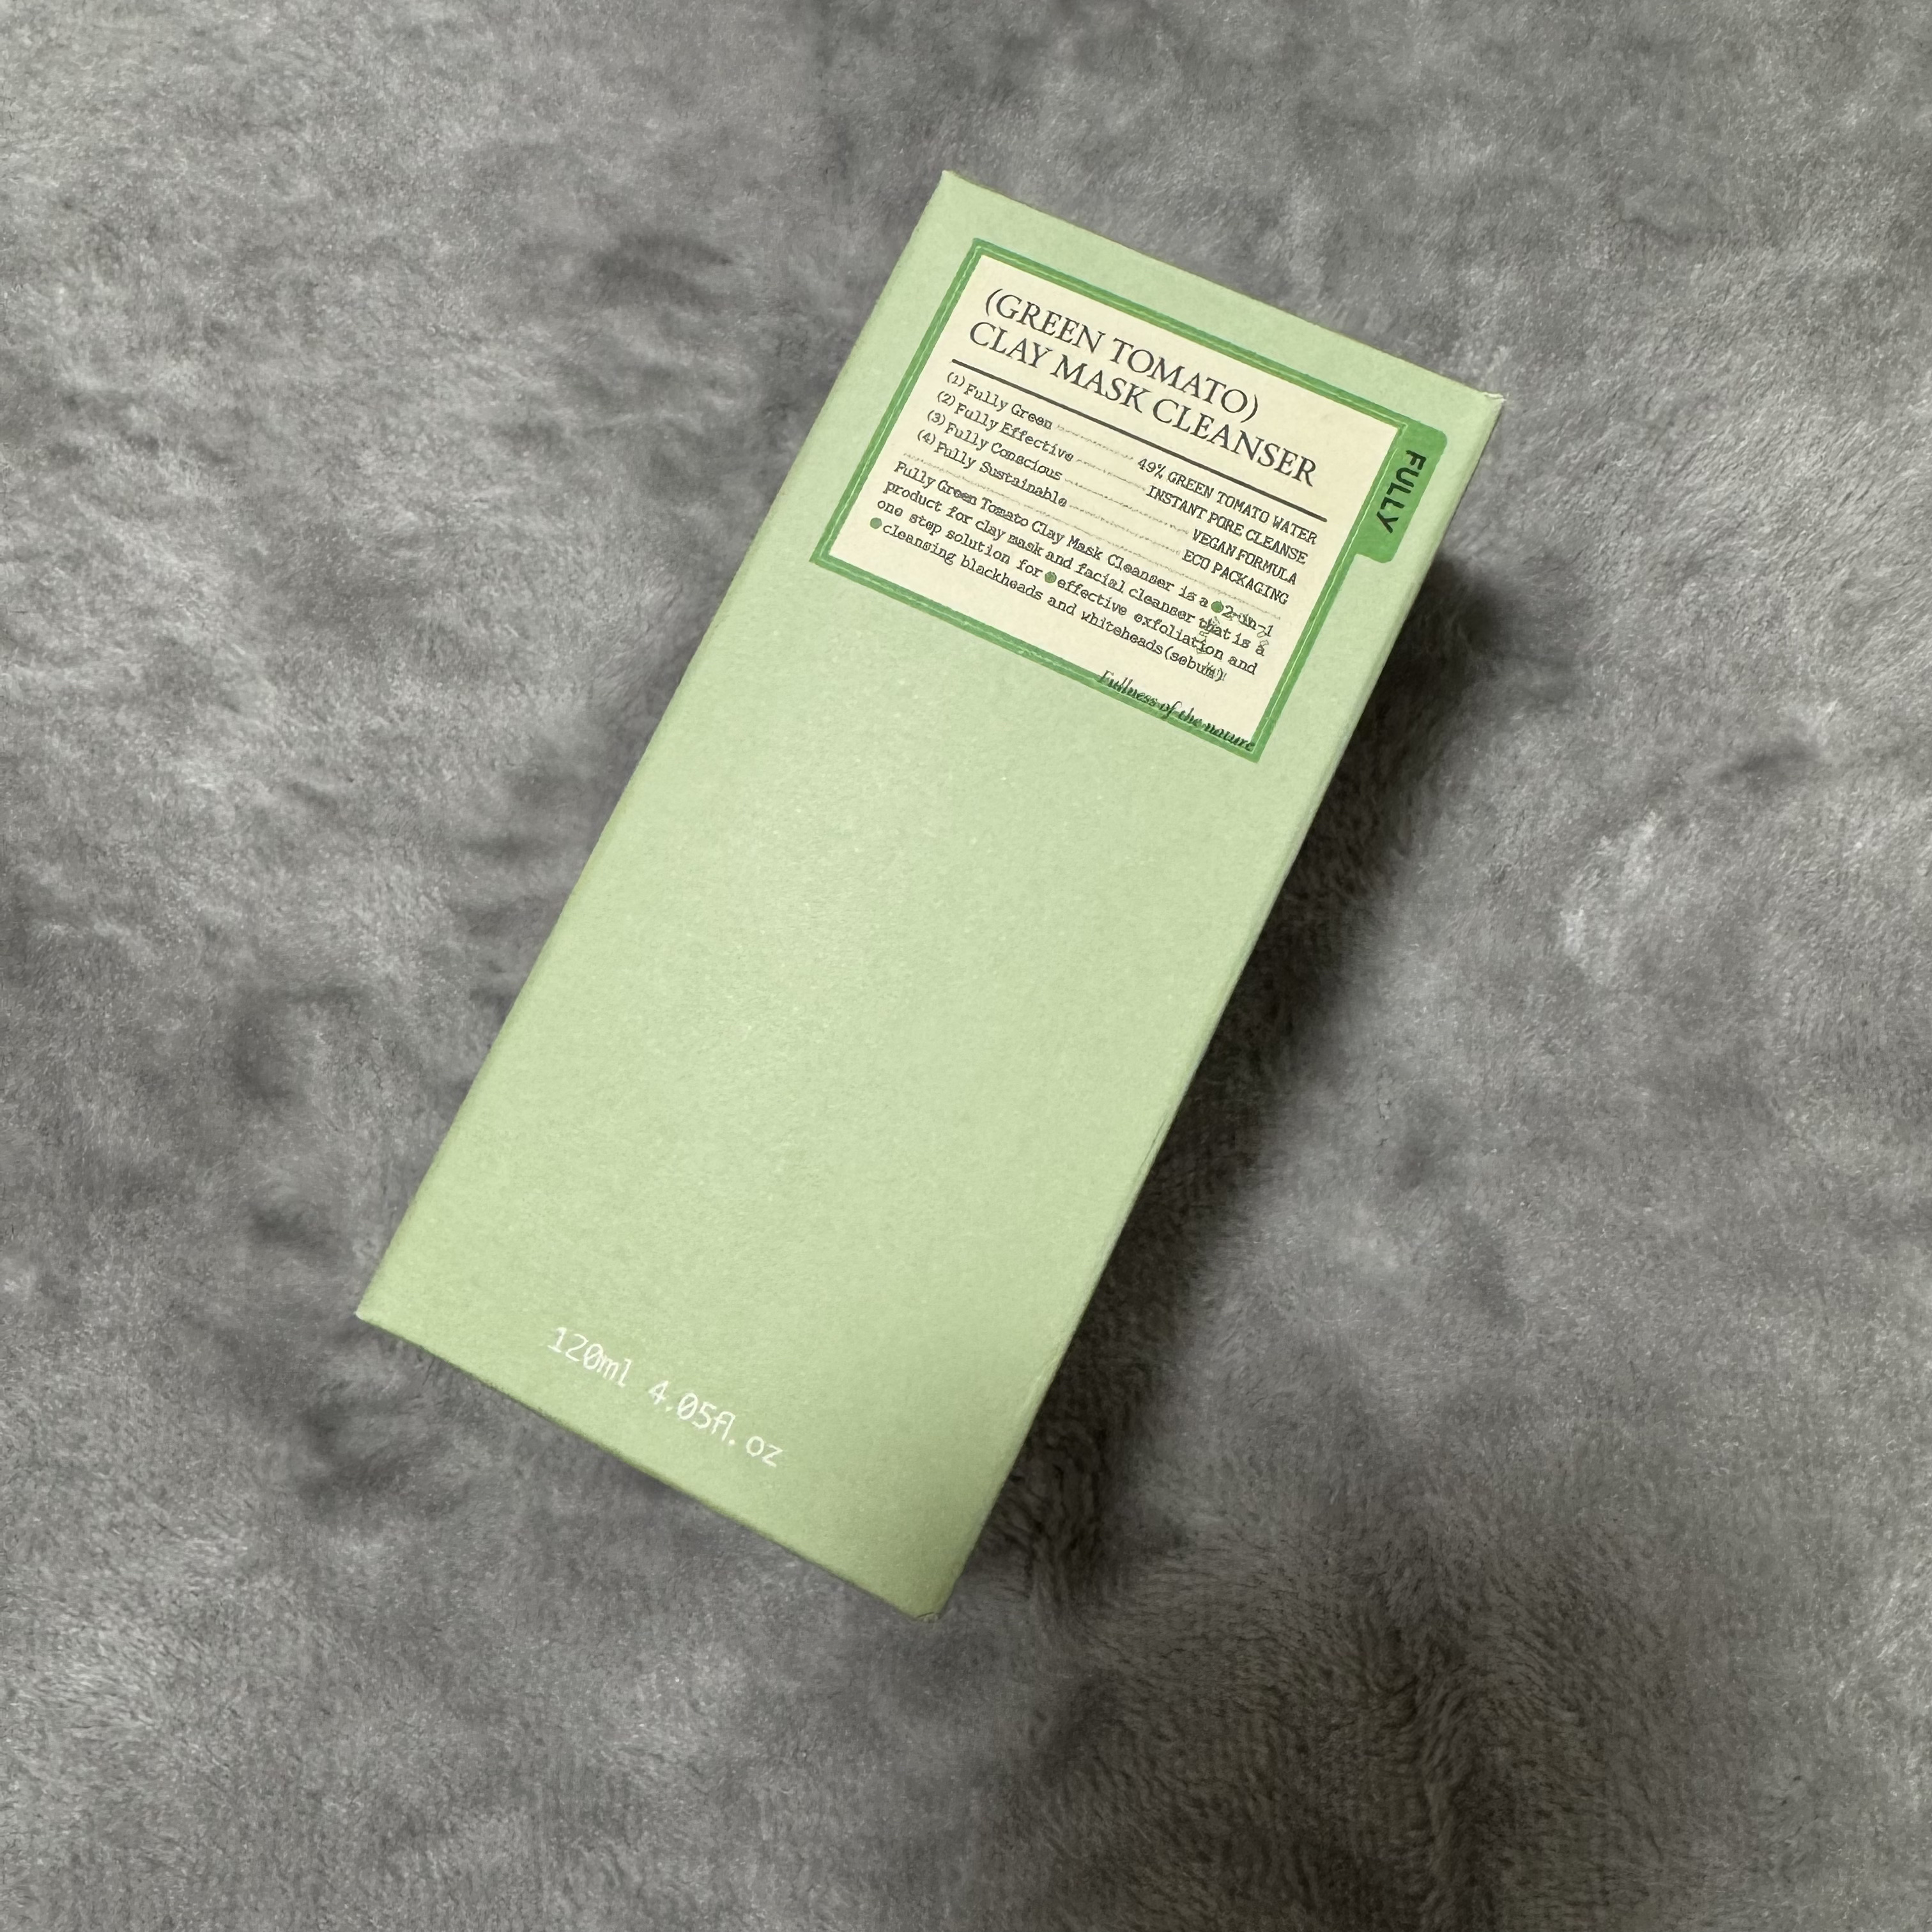 (GREEN TOMATO)
CLAY MASK CLEANSER
FULLY
(1) Fully Green 49% GREEN TOMATO WATER
(2) Fully Effective INSTANT PORE CLEANSE
(3) Fully Conscious VEGAN FORMULA
(4) Fully Sustainable ECO PACKAGING
Fully Green Tomato Clay Mask Cleanser is a 2-in-1
product for clay mask and facial cleanser that is a
one step solution for effective exfoliation and
cleansing blackheads and whiteheads(sebum)
Fullness of the nature
120ml 4.05fl. oz